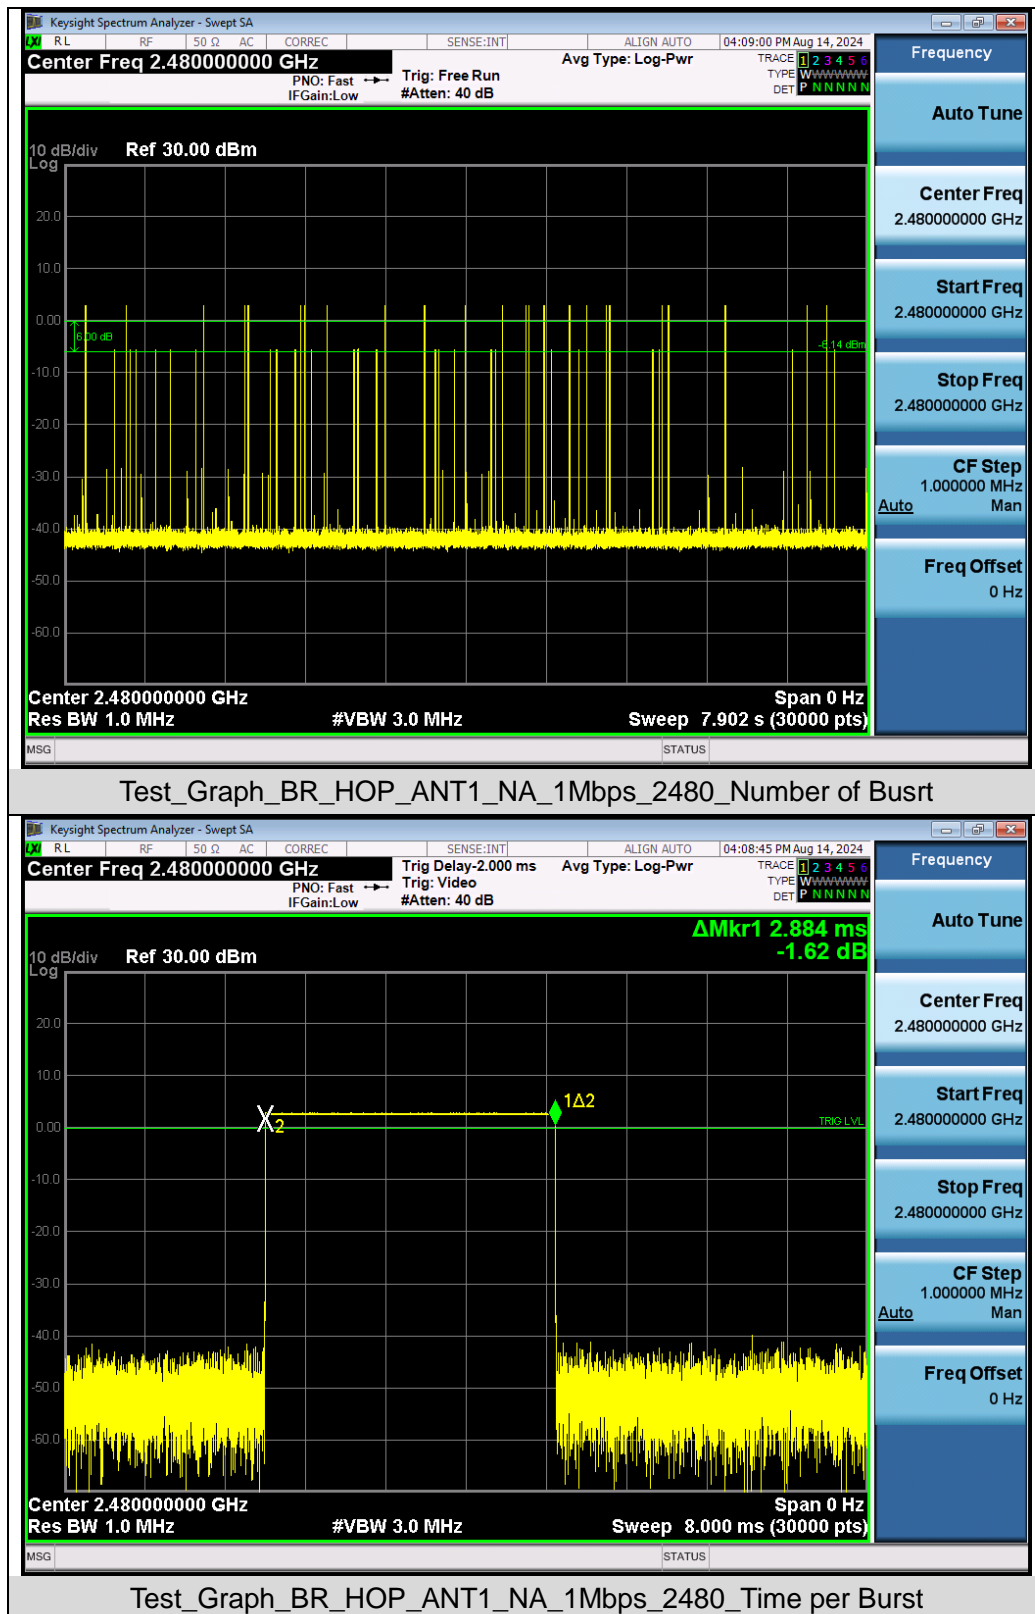 Keysight Spectrum Analyzer - Swept SA
LXI RL RF 50 Ω AC CORREC SENSE:INT ALIGN AUTO 04:09:00 PM Aug 14, 2024
Center Freq 2.480000000 GHz
PNO: Fast
IFGain:Low
Trig: Free Run
#Atten: 40 dB
Avg Type: Log-Pwr
TRACE 1 2 3 4 5 6
TYPE WWWWWW
DET P N N N N N
10 dB/div Ref 30.00 dBm
Log
20.0
10.0
0.00
6.00 dB
-6.14 dBm
-10.0
-20.0
-30.0
-40.0
-50.0
-60.0
Center 2.480000000 GHz Span 0 Hz
Res BW 1.0 MHz #VBW 3.0 MHz Sweep 7.902 s (30000 pts)
MSG STATUS
Frequency
Auto Tune
Center Freq
2.480000000 GHz
Start Freq
2.480000000 GHz
Stop Freq
2.480000000 GHz
CF Step
1.000000 MHz
Auto Man
Freq Offset
0 Hz
Test_Graph_BR_HOP_ANT1_NA_1Mbps_2480_Number of Busrt
Keysight Spectrum Analyzer - Swept SA
LXI RL RF 50 Ω AC CORREC SENSE:INT ALIGN AUTO 04:08:45 PM Aug 14, 2024
Center Freq 2.480000000 GHz
PNO: Fast
IFGain:Low
Trig Delay-2.000 ms
Trig: Video
#Atten: 40 dB
Avg Type: Log-Pwr
TRACE 1 2 3 4 5 6
TYPE WWWWWW
DET P N N N N N
ΔMkr1 2.884 ms
-1.62 dB
10 dB/div Ref 30.00 dBm
Log
20.0
10.0
0.00
X2
1Δ2
TRIG LVL
-10.0
-20.0
-30.0
-40.0
-50.0
-60.0
Center 2.480000000 GHz Span 0 Hz
Res BW 1.0 MHz #VBW 3.0 MHz Sweep 8.000 ms (30000 pts)
MSG STATUS
Frequency
Auto Tune
Center Freq
2.480000000 GHz
Start Freq
2.480000000 GHz
Stop Freq
2.480000000 GHz
CF Step
1.000000 MHz
Auto Man
Freq Offset
0 Hz
Test_Graph_BR_HOP_ANT1_NA_1Mbps_2480_Time per Burst